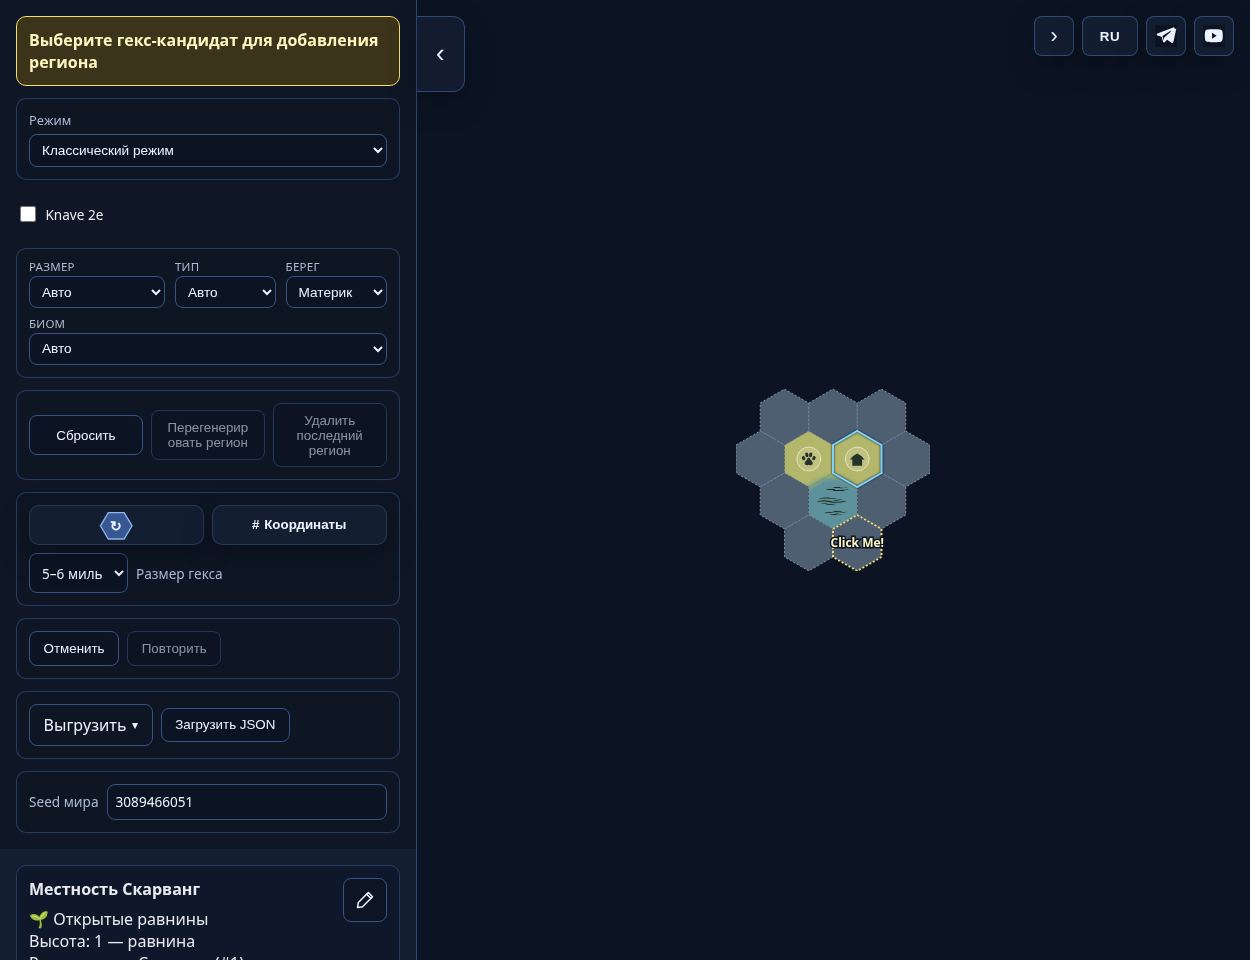 Выберите гекс-кандидат для добавления
региона
‹
›
RU
Режим
Классический режим
Knave 2e
РАЗМЕР
ТИП
БЕРЕГ
Авто
Авто
Материк
БИОМ
Авто
Сбросить
Перегенерир
овать регион
Удалить
последний
регион
↻
# Координаты
5–6 миль
Размер гекса
Click Me!
Отменить
Повторить
Выгрузить ▾
Загрузить JSON
Seed мира
3089466051
Местность Скарванг
🌱 Открытые равнины
Высота: 1 — равнина